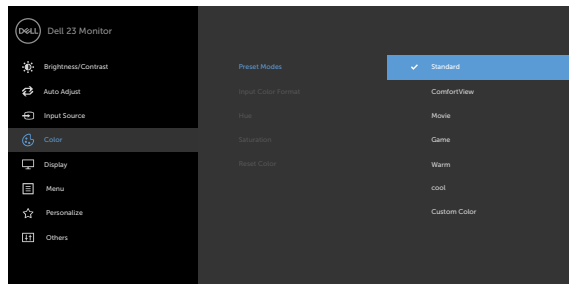 DELL Dell 23 Monitor
Brightness/Contrast
Auto Adjust
Input Source
Color
Display
Menu
Personalize
Others
Preset Modes
Input Color Format
Hue
Saturation
Reset Color
Standard
ComfortView
Movie
Game
Warm
cool
Custom Color